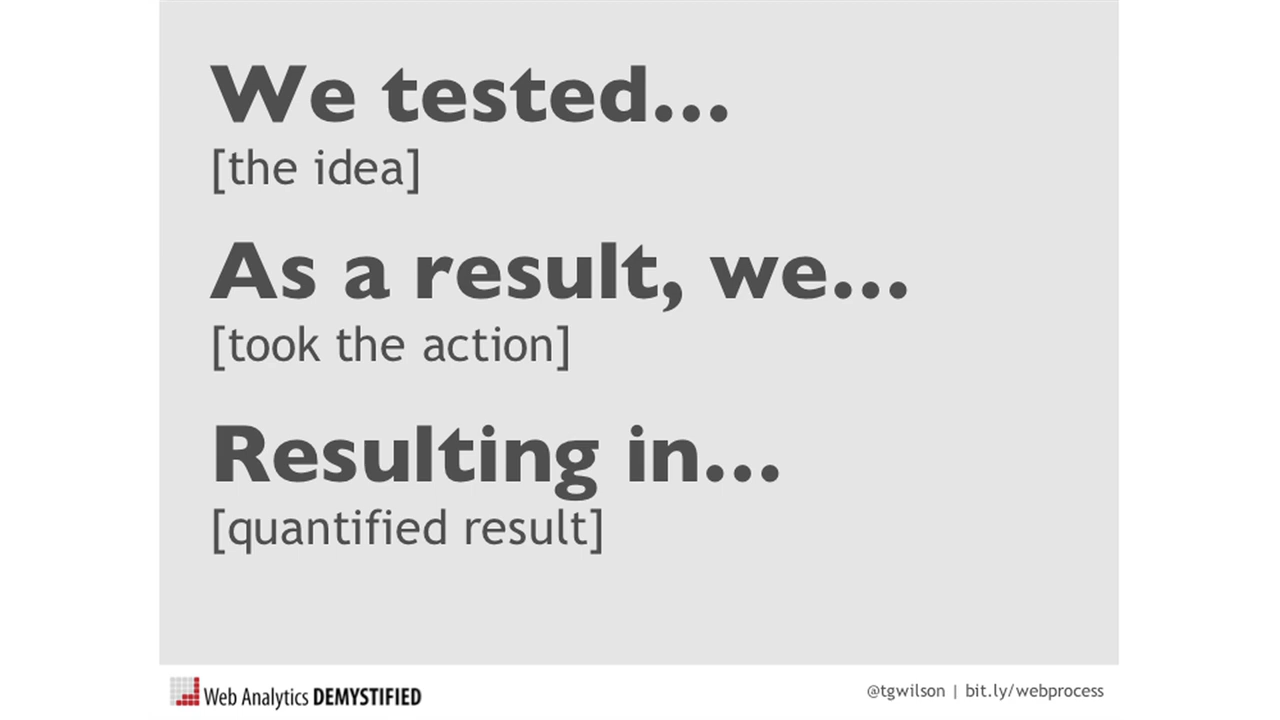 We tested...
[the idea]
As a result, we...
[took the action]
Resulting in...
[quantified result]
Web Analytics DEMYSTIFIED
@tgwilson | bit.ly/webprocess